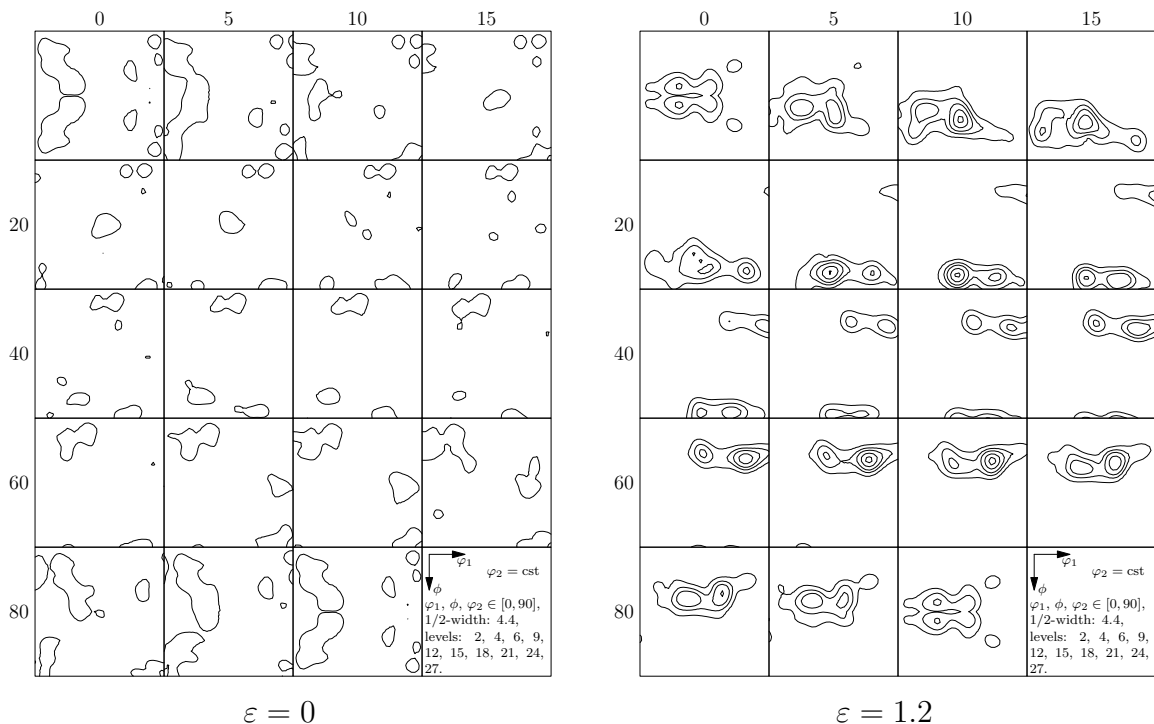 0 5 10 15 0 5 10 15
20 20
40 40
60 60
80 80
φ₁ φ₁
φ₂ = cst φ₂ = cst
ϕ ϕ
φ₁, ϕ, φ₂ ∈ [0, 90], φ₁, ϕ, φ₂ ∈ [0, 90],
1/2-width: 4.4, 1/2-width: 4.4,
levels: 2, 4, 6, 9, levels: 2, 4, 6, 9,
12, 15, 18, 21, 24, 12, 15, 18, 21, 24,
27. 27.
ε = 0 ε = 1.2